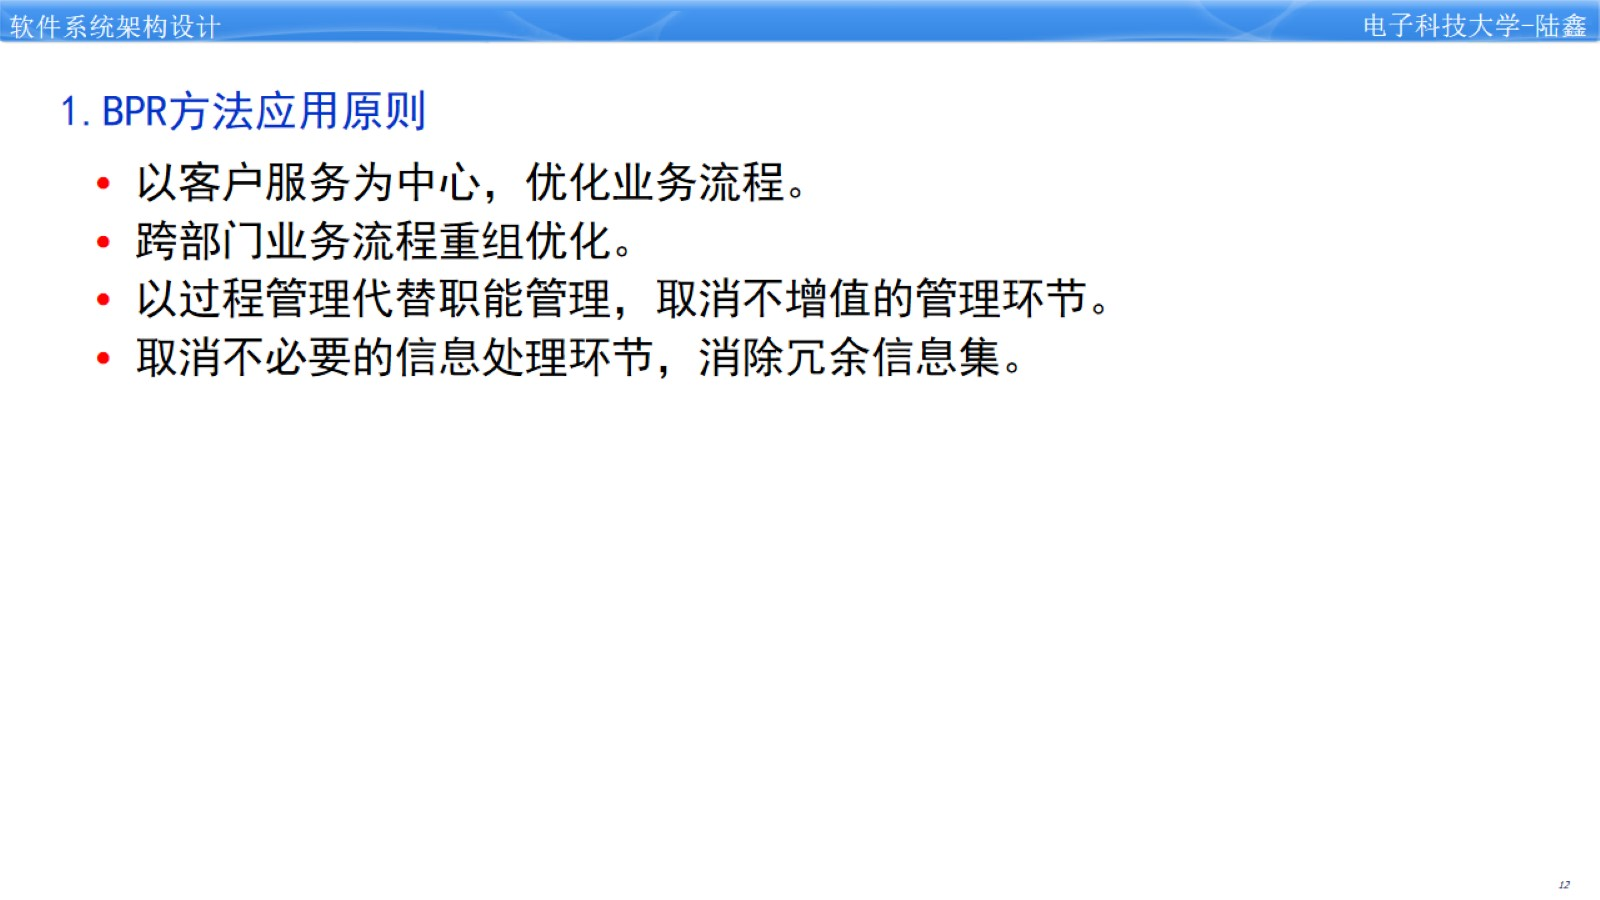 软件系统架构设计
电子科技大学-陆鑫
1.BPR方法应用原则
• 以客户服务为中心，优化业务流程。
• 跨部门业务流程重组优化。
• 以过程管理代替职能管理，取消不增值的管理环节。
• 取消不必要的信息处理环节，消除冗余信息集。
12